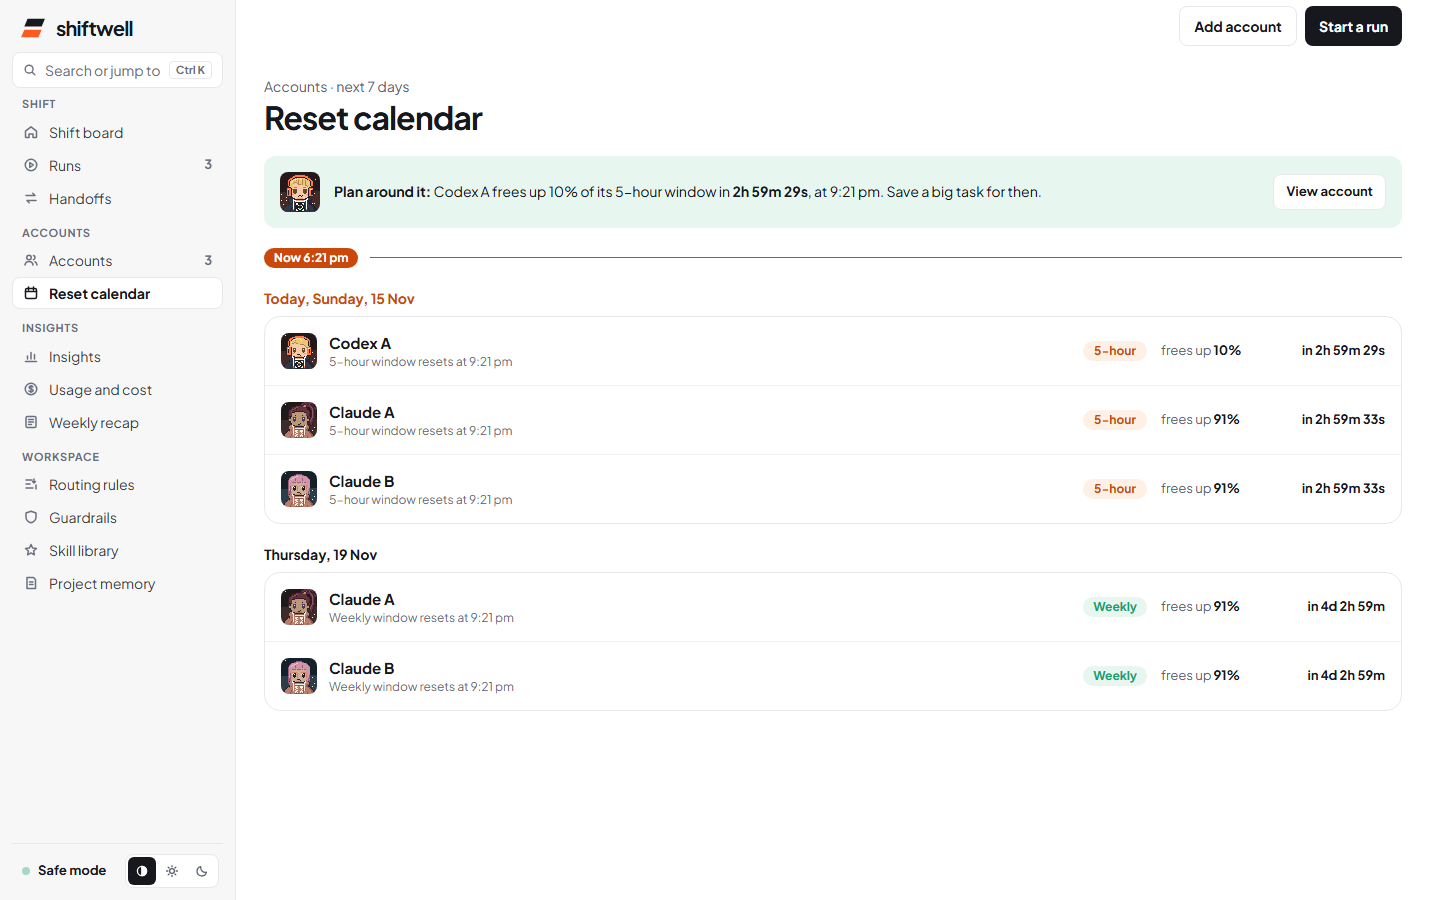 shiftwell
Search or jump to Ctrl K
SHIFT
Shift board
Runs 3
Handoffs
ACCOUNTS
Accounts 3
Reset calendar
INSIGHTS
Insights
Usage and cost
Weekly recap
WORKSPACE
Routing rules
Guardrails
Skill library
Project memory
Safe mode
Add account
Start a run
Accounts · next 7 days
Reset calendar
Plan around it: Codex A frees up 10% of its 5-hour window in 2h 59m 29s, at 9:21 pm. Save a big task for then.
View account
Now 6:21 pm
Today, Sunday, 15 Nov
Codex A
5-hour window resets at 9:21 pm
5-hour frees up 10% in 2h 59m 29s
Claude A
5-hour window resets at 9:21 pm
5-hour frees up 91% in 2h 59m 33s
Claude B
5-hour window resets at 9:21 pm
5-hour frees up 91% in 2h 59m 33s
Thursday, 19 Nov
Claude A
Weekly window resets at 9:21 pm
Weekly frees up 91% in 4d 2h 59m
Claude B
Weekly window resets at 9:21 pm
Weekly frees up 91% in 4d 2h 59m